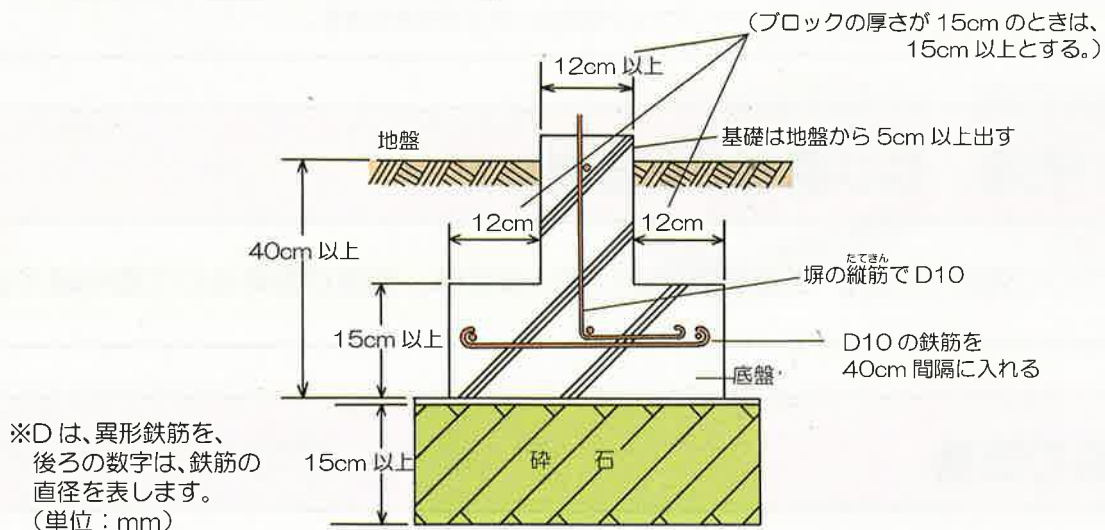 (ブロックの厚さが 15cm のときは、
15cm 以上とする。)
12cm 以上
地盤
基礎は地盤から 5cm 以上出す
12cm
12cm
40cm 以上
たてきん
塀の縦筋で D10
15cm 以上
D10 の鉄筋を
40cm 間隔に入れる
底盤
※D は、異形鉄筋を、
後ろの数字は、鉄筋の
直径を表します。
(単位：mm)
15cm 以上
砕 石